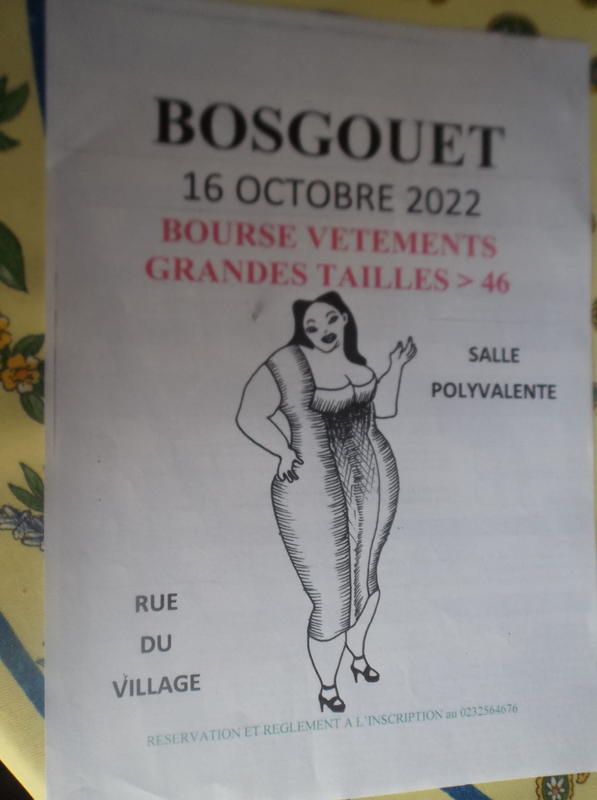 BOSGOUET
16 OCTOBRE 2022
BOURSE VETEMENTS
GRANDES TAILLES > 46
SALLE
POLYVALENTE
RUE
DU
VILLAGE
RESERVATION ET REGLEMENT A L'INSCRIPTION au 0232564676